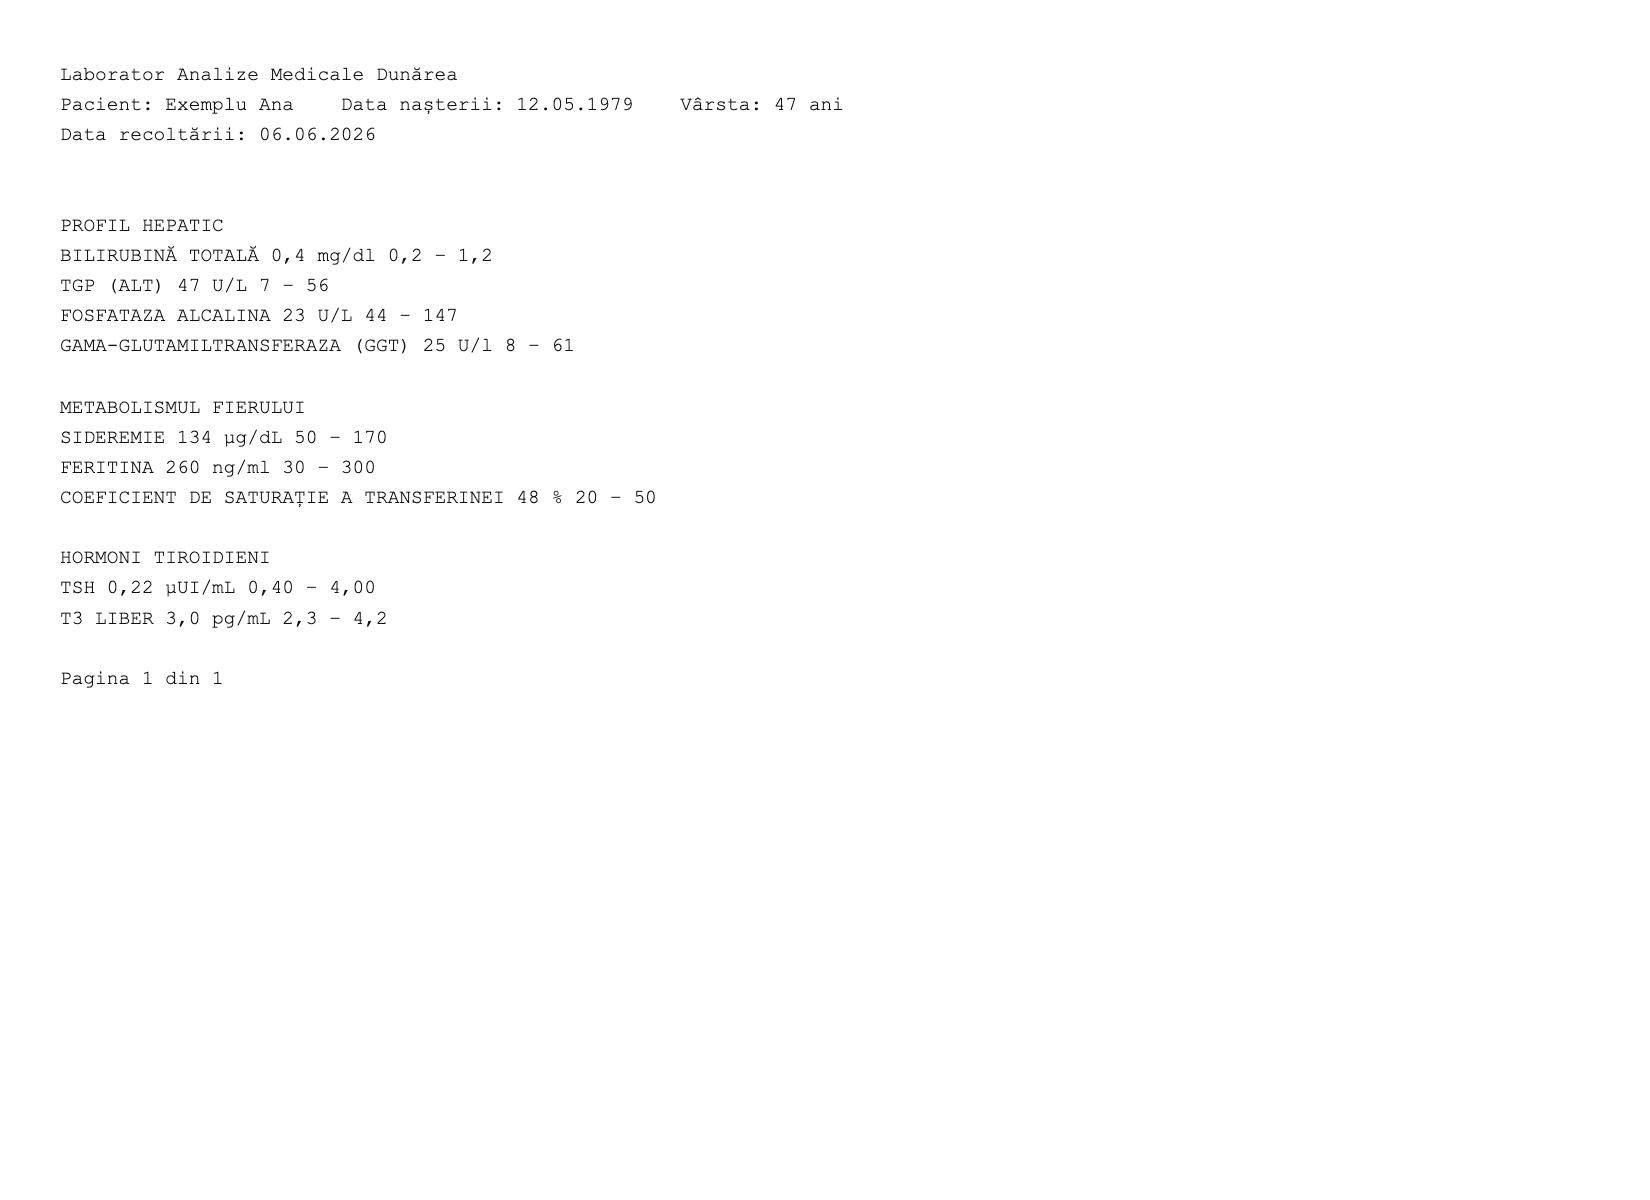 Laborator Analize Medicale Dunărea
Pacient: Exemplu Ana    Data nașterii: 12.05.1979    Vârsta: 47 ani
Data recoltării: 06.06.2026
PROFIL HEPATIC
BILIRUBINĂ TOTALĂ 0,4 mg/dl 0,2 – 1,2
TGP (ALT) 47 U/L 7 – 56
FOSFATAZA ALCALINA 23 U/L 44 – 147
GAMA-GLUTAMILTRANSFERAZA (GGT) 25 U/l 8 – 61
METABOLISMUL FIERULUI
SIDEREMIE 134 µg/dL 50 – 170
FERITINA 260 ng/ml 30 – 300
COEFICIENT DE SATURAȚIE A TRANSFERINEI 48 % 20 – 50
HORMONI TIROIDIENI
TSH 0,22 µUI/mL 0,40 – 4,00
T3 LIBER 3,0 pg/mL 2,3 – 4,2
Pagina 1 din 1